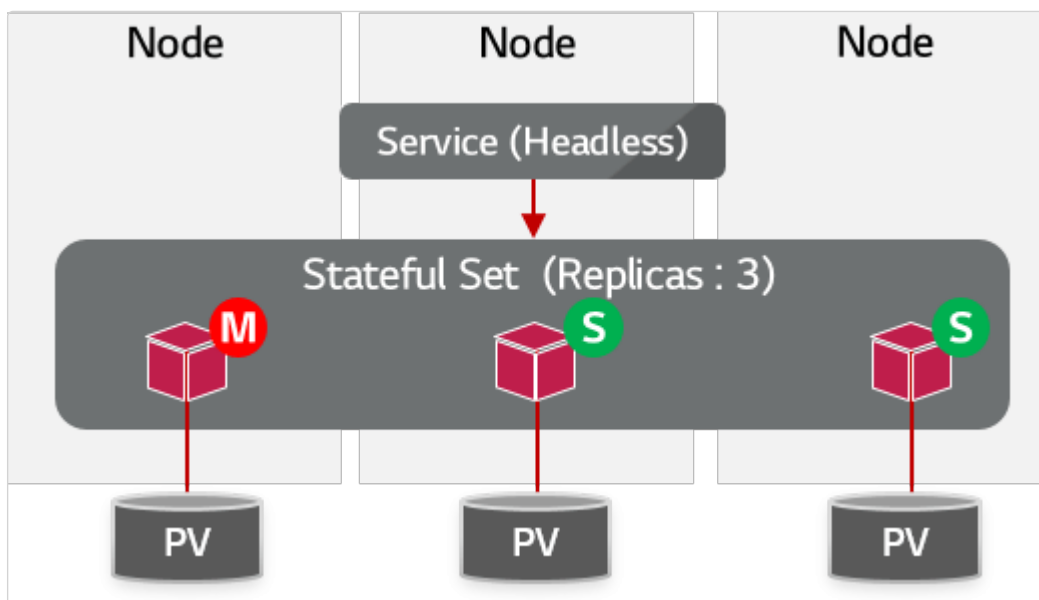 Node
Node
Node
Service (Headless)
Stateful Set (Replicas : 3)
M
S
S
PV
PV
PV